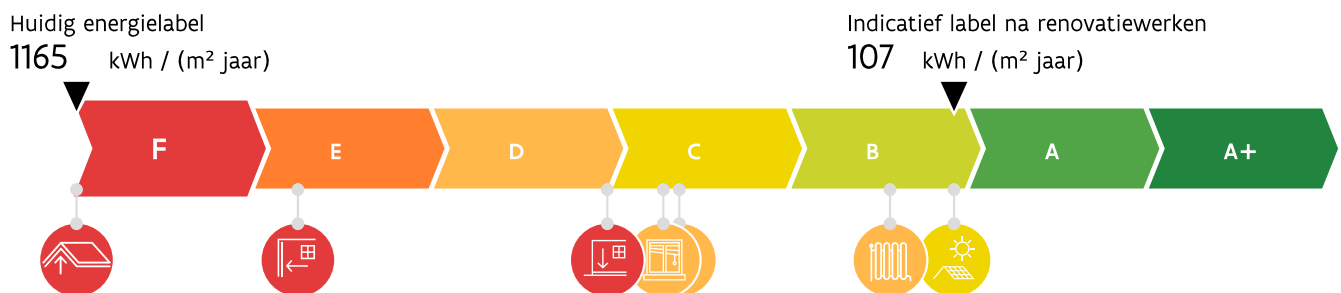 Huidig energielabel
1165 kWh / (m² jaar)
Indicatief label na renovatiewerken
107 kWh / (m² jaar)
F E D C B A A+